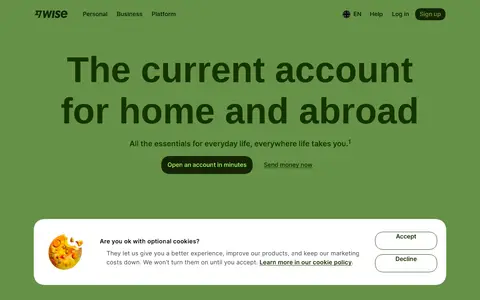 WISE
Personal Business Platform
EN Help Log in Sign up
The current account
for home and abroad
All the essentials for everyday life, everywhere life takes you.1
Open an account in minutes Send money now
Are you ok with optional cookies?
They let us give you a better experience, improve our products, and keep our marketing
costs down. We won't turn them on until you accept. Learn more in our cookie policy.
Accept
Decline